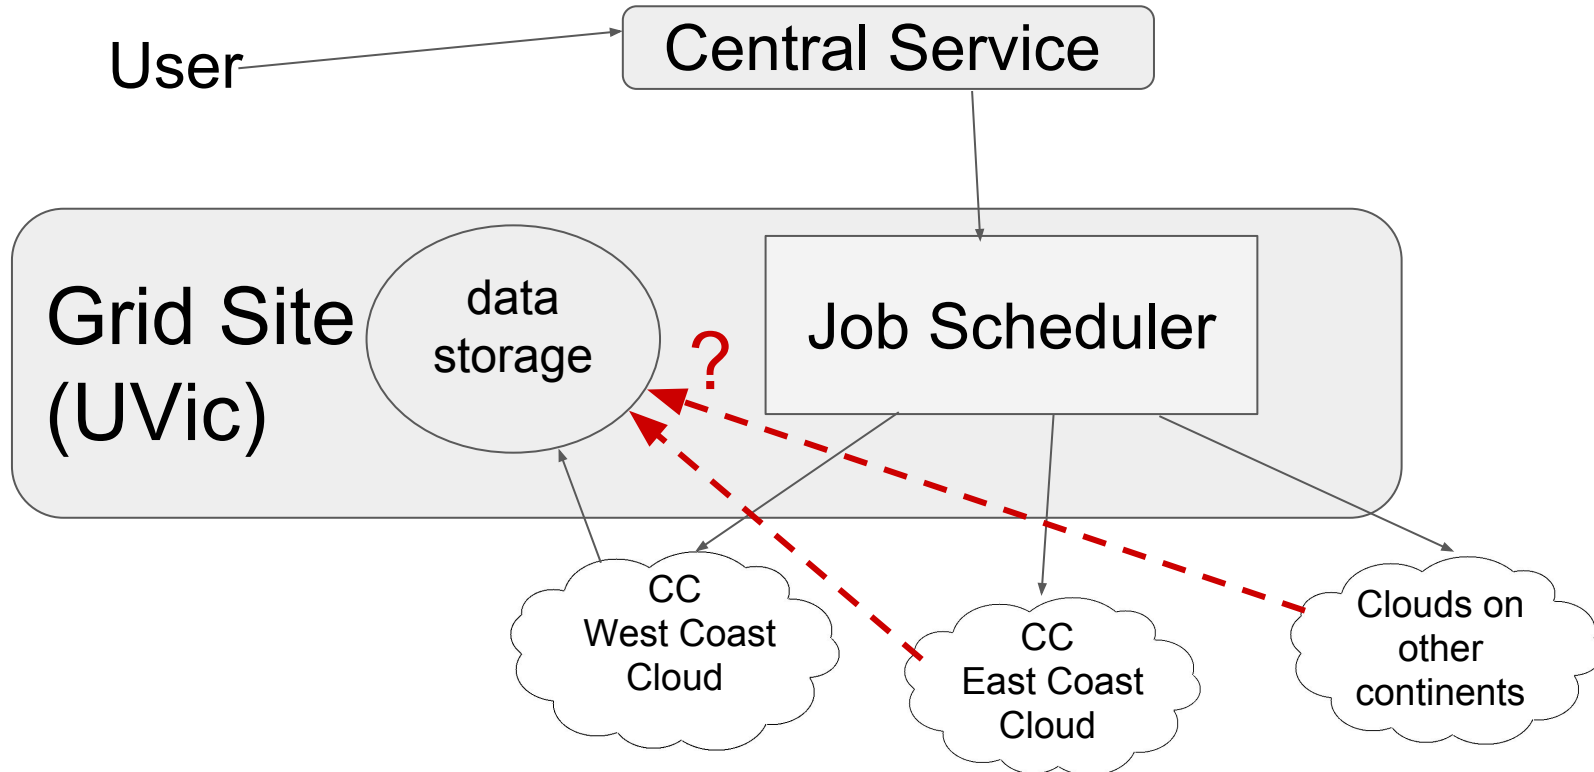 User
Central Service
Grid Site
(UVic)
data
storage
?
Job Scheduler
CC
West Coast
Cloud
CC
East Coast
Cloud
Clouds on
other
continents